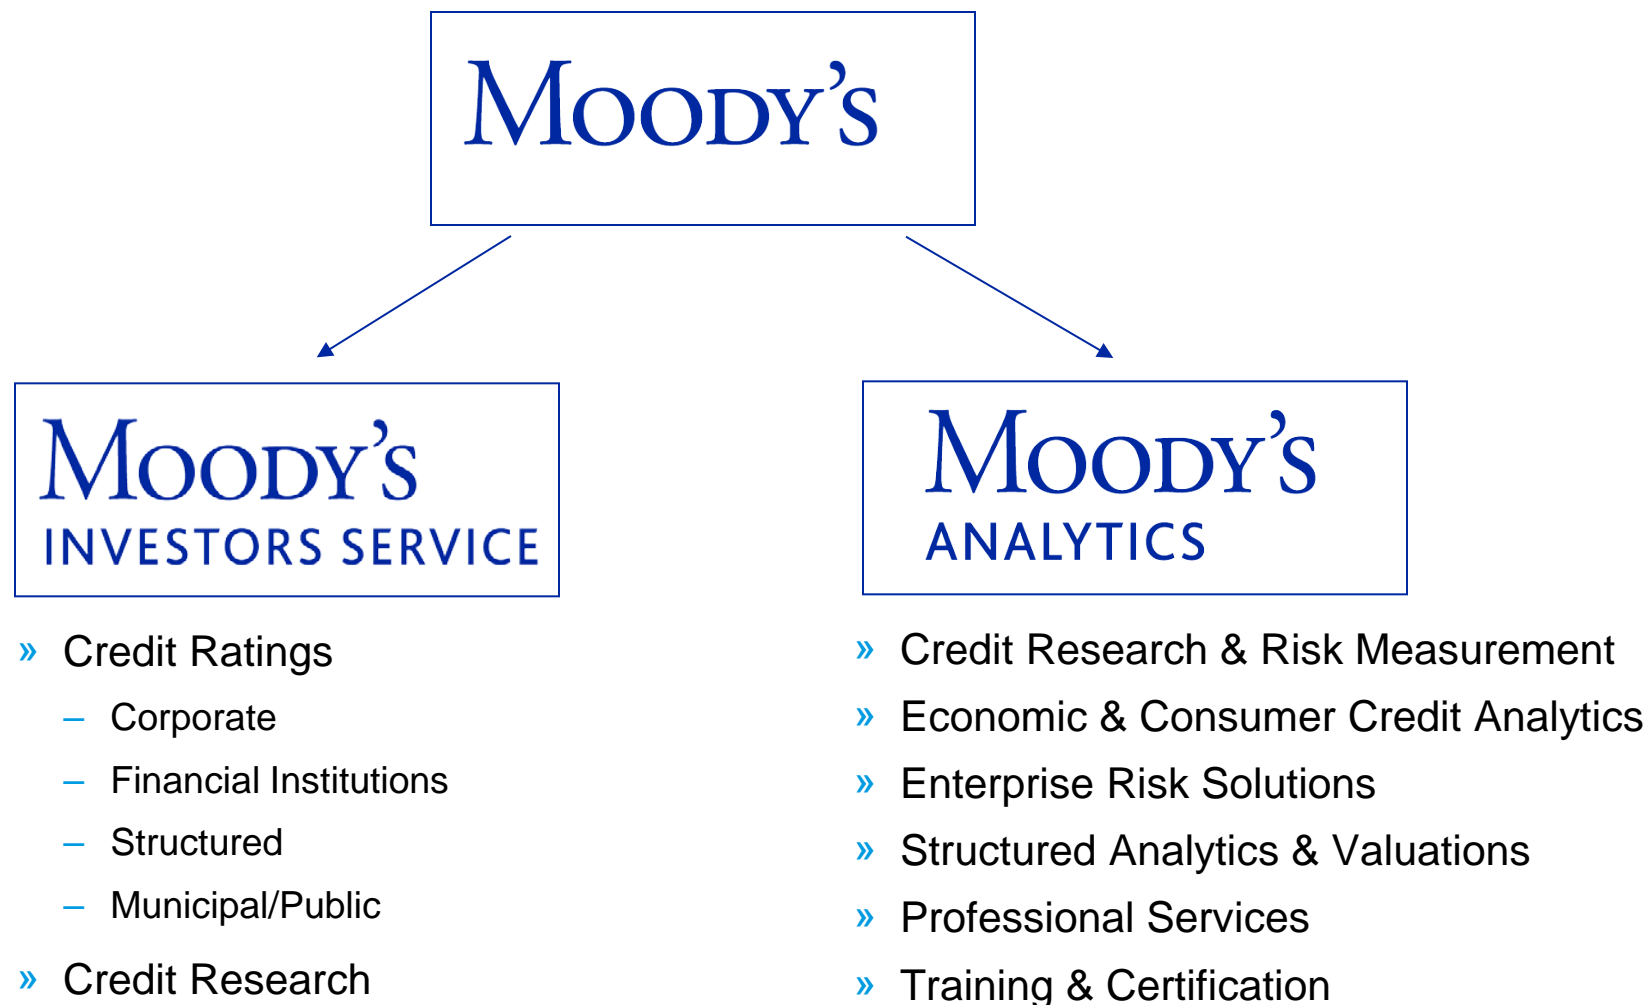 MOODY'S
MOODY'S
INVESTORS SERVICE
» Credit Ratings
– Corporate
– Financial Institutions
– Structured
– Municipal/Public
» Credit Research
MOODY'S
ANALYTICS
» Credit Research & Risk Measurement
» Economic & Consumer Credit Analytics
» Enterprise Risk Solutions
» Structured Analytics & Valuations
» Professional Services
» Training & Certification